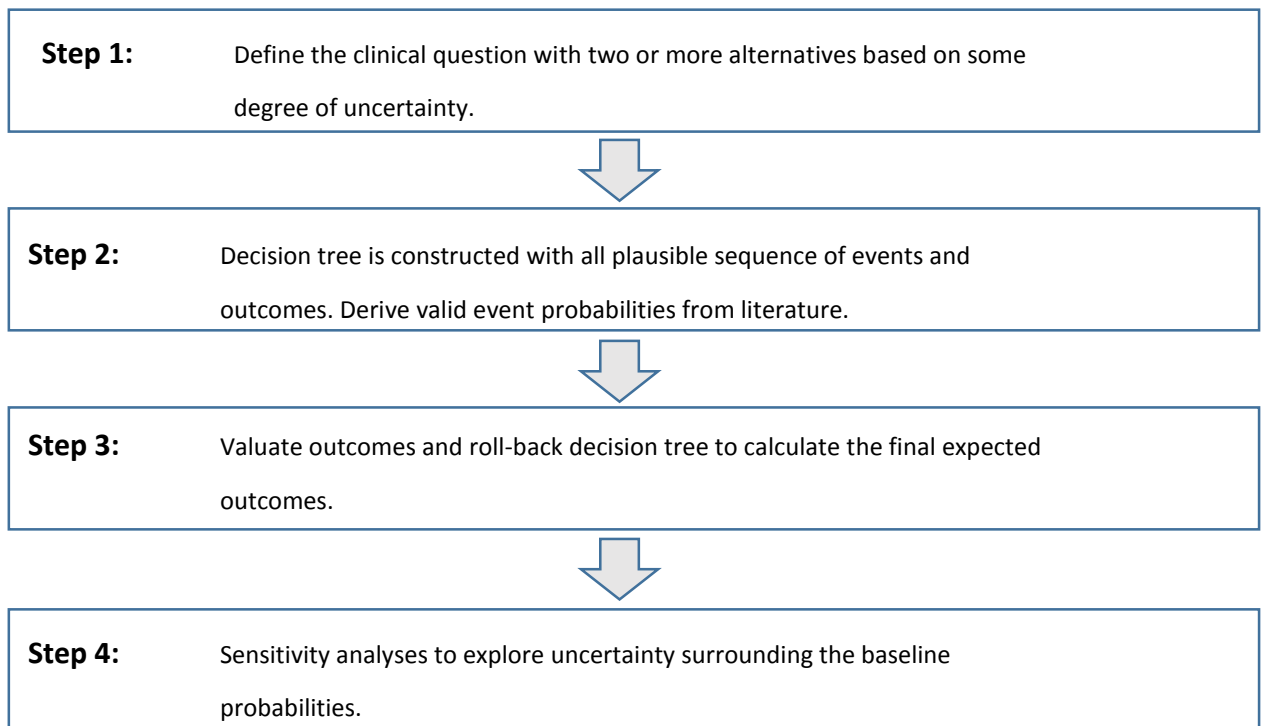 Step 1: Define the clinical question with two or more alternatives based on some
degree of uncertainty.
Step 2: Decision tree is constructed with all plausible sequence of events and
outcomes. Derive valid event probabilities from literature.
Step 3: Valuate outcomes and roll-back decision tree to calculate the final expected
outcomes.
Step 4: Sensitivity analyses to explore uncertainty surrounding the baseline
probabilities.